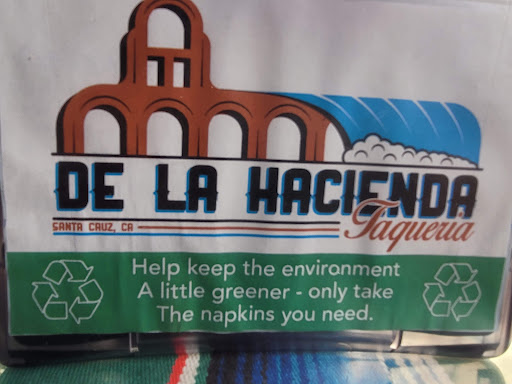 DE LA HACIENDA
Taqueria
SANTA CRUZ, CA
Help keep the environment
A little greener - only take
The napkins you need.